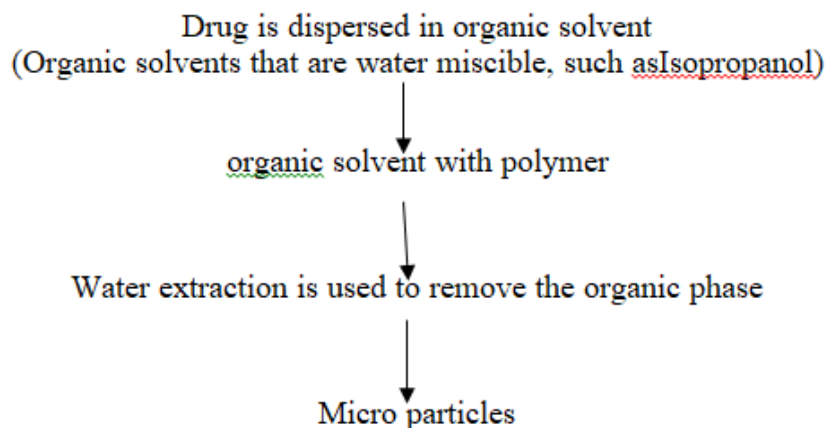 Drug is dispersed in organic solvent
(Organic solvents that are water miscible, such asIsopropanol)
organic solvent with polymer
Water extraction is used to remove the organic phase
Micro particles